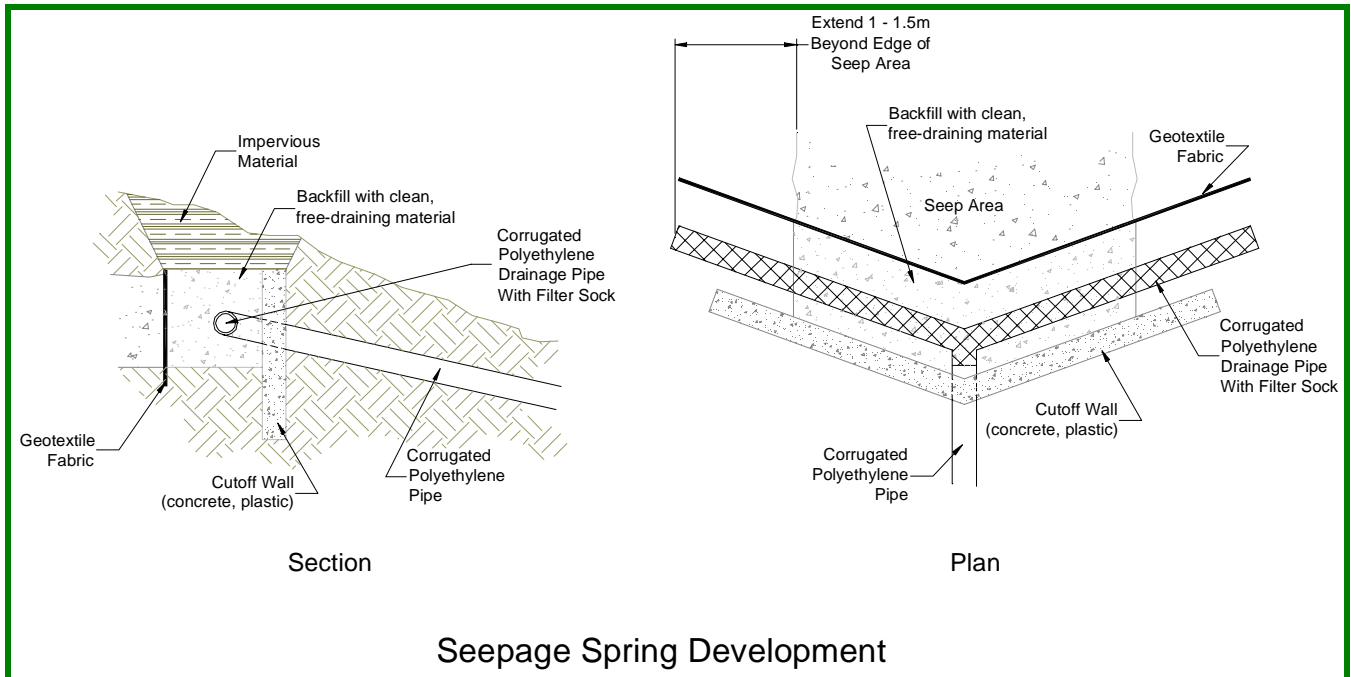 Impervious
Material
Backfill with clean,
free-draining material
Corrugated
Polyethylene
Drainage Pipe
With Filter Sock
Geotextile
Fabric
Cutoff Wall
(concrete, plastic)
Corrugated
Polyethylene
Pipe
Section
Extend 1 - 1.5m
Beyond Edge of
Seep Area
Backfill with clean,
free-draining material
Geotextile
Fabric
Seep Area
Corrugated
Polyethylene
Drainage Pipe
With Filter Sock
Cutoff Wall
(concrete, plastic)
Corrugated
Polyethylene
Pipe
Plan
Seepage Spring Development